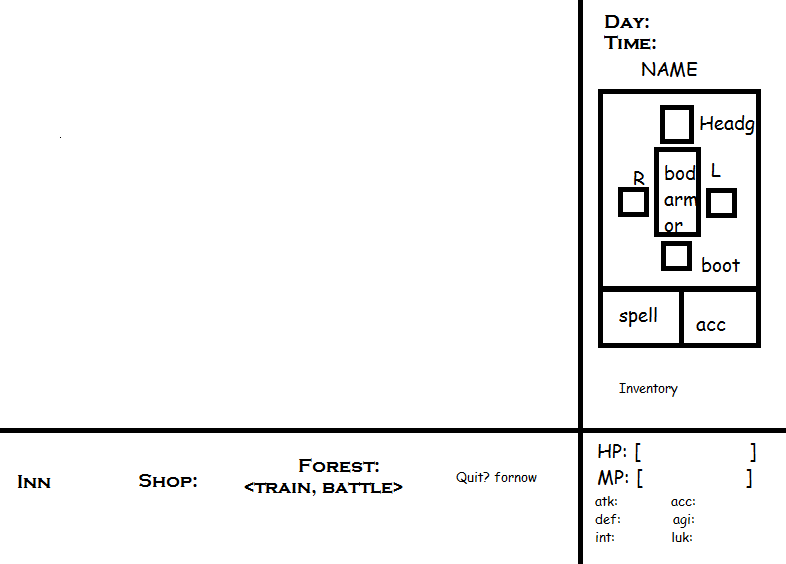 DAY:
TIME:
NAME
Headg
R
L
bod
arm
or
boot
spell
acc
Inventory
INN
SHOP:
FOREST:
<TRAIN, BATTLE>
Quit? fornow
HP: [ ]
MP: [ ]
atk: acc:
def: agi:
int: luk: